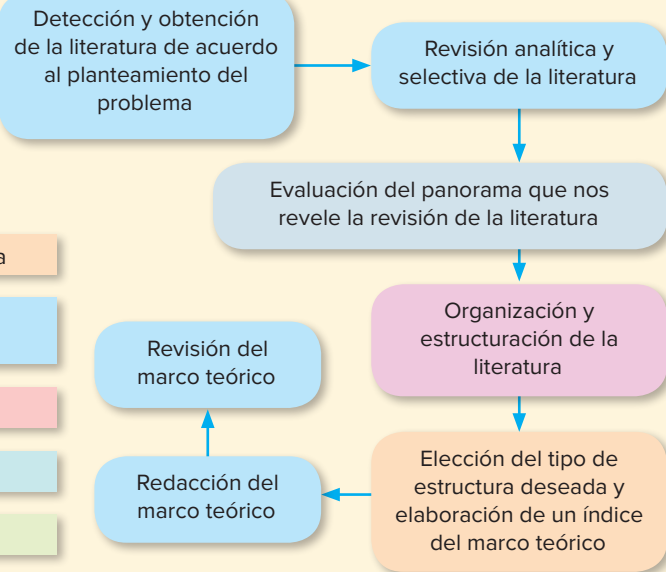 Detección y obtención
de la literatura de acuerdo
al planteamiento del
problema
Revisión analítica y
selectiva de la literatura
Evaluación del panorama que nos
revele la revisión de la literatura
Organización y
estructuración de la
literatura
Elección del tipo de
estructura deseada y
elaboración de un índice
del marco teórico
Redacción del
marco teórico
Revisión del
marco teórico